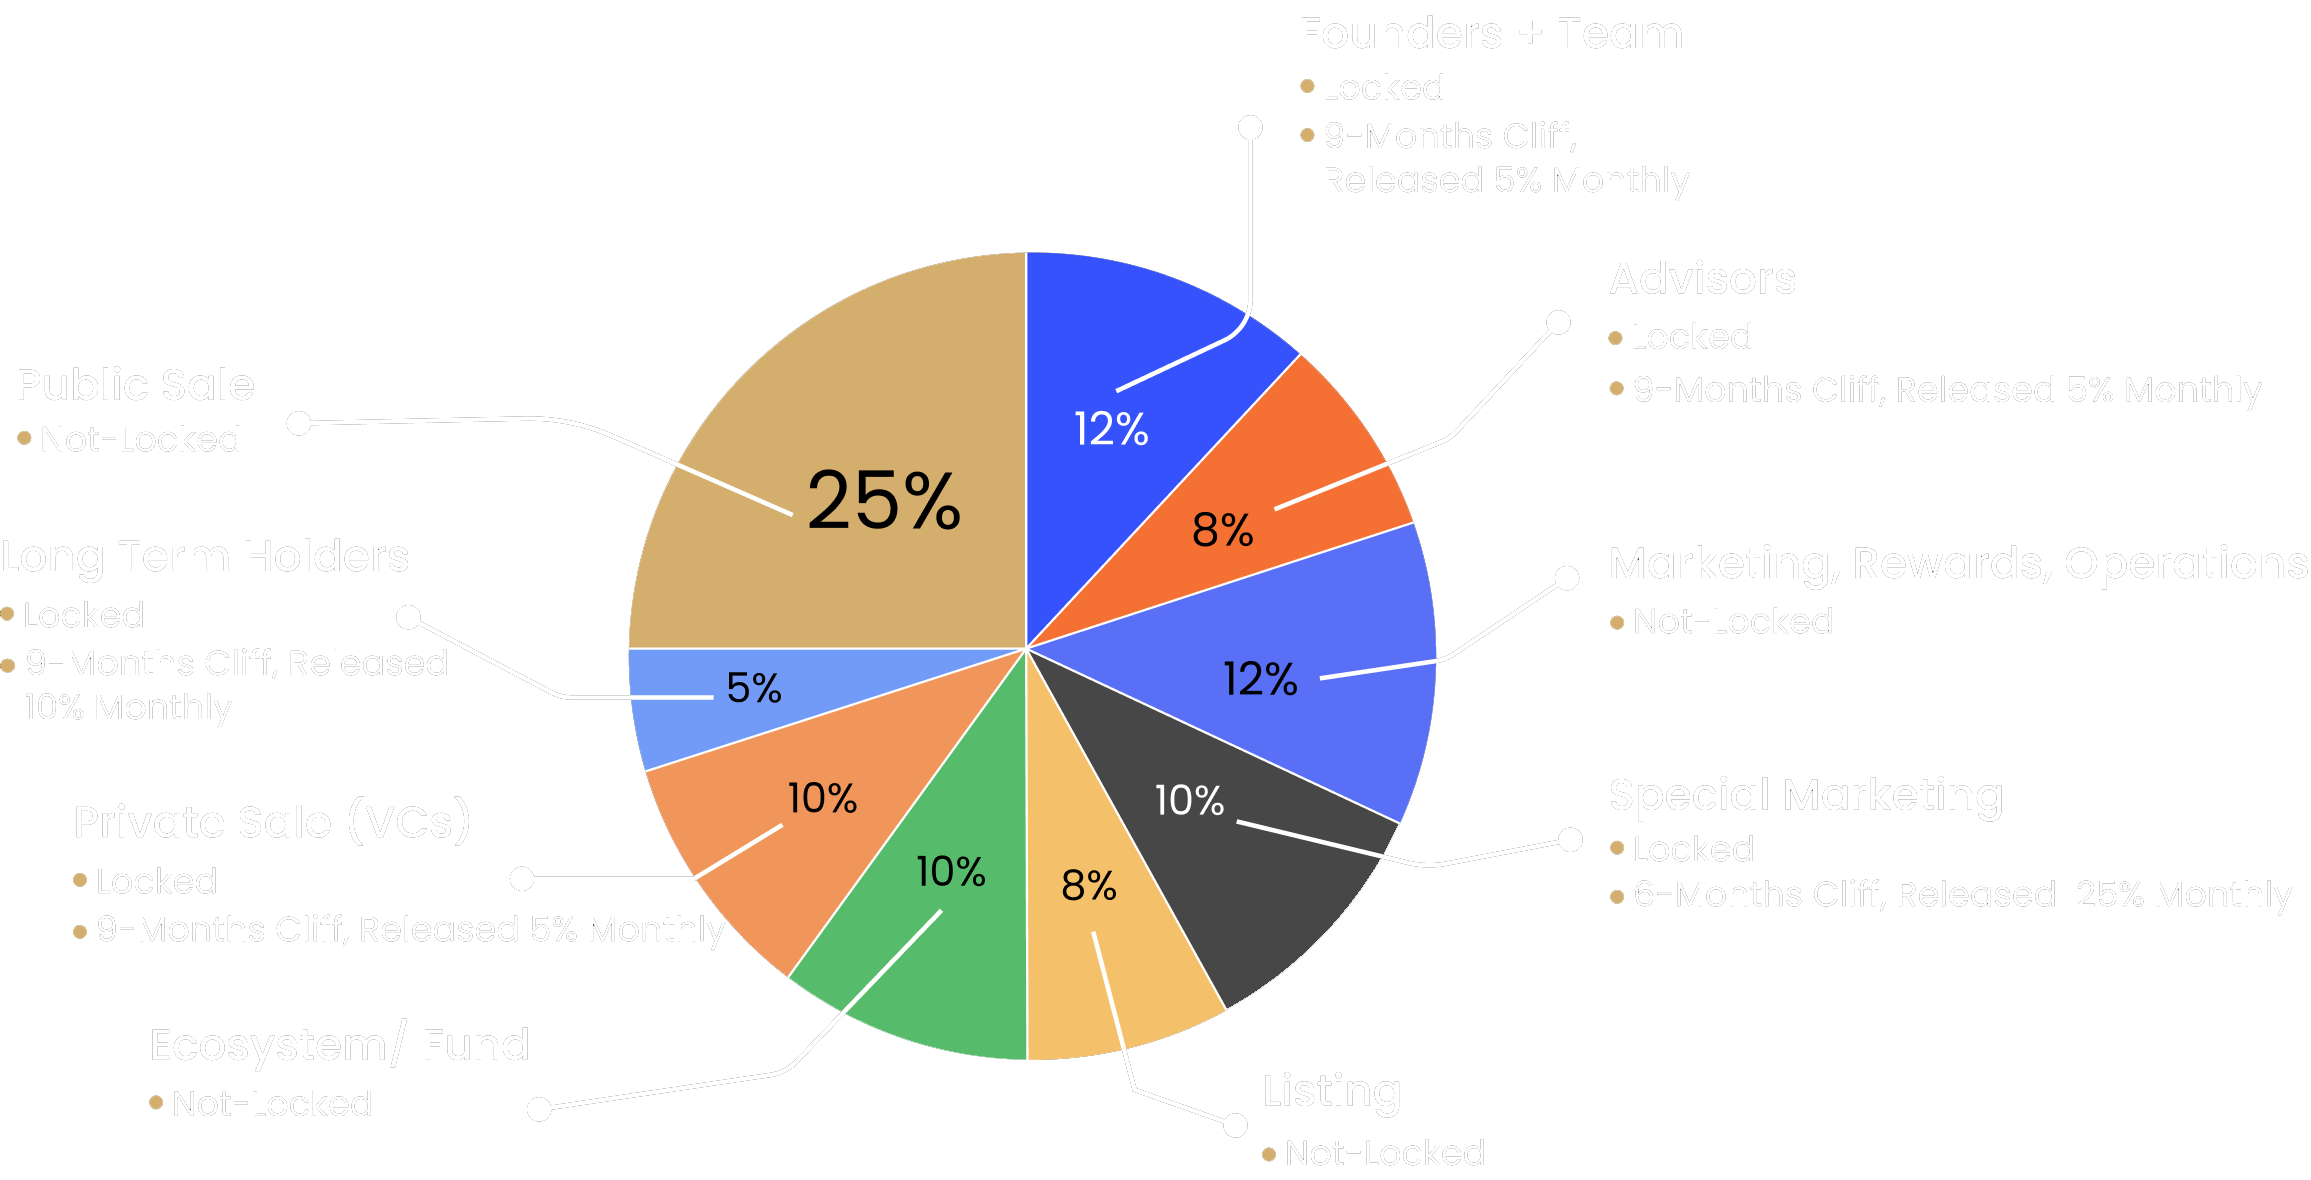 Founders + Team
Locked
9-Months Cliff,
Released 5% Monthly
Advisors
Locked
9-Months Cliff, Released 5% Monthly
Marketing, Rewards, Operations
Not-Locked
Special Marketing
Locked
6-Months Cliff, Released 25% Monthly
Listing
Not-Locked
Ecosystem/ Fund
Not-Locked
Private Sale (VCs)
Locked
9-Months Cliff, Released 5% Monthly
Long Term Holders
Locked
9-Months Cliff, Released
10% Monthly
Public Sale
Not-Locked
12%
8%
12%
10%
8%
10%
10%
5%
25%